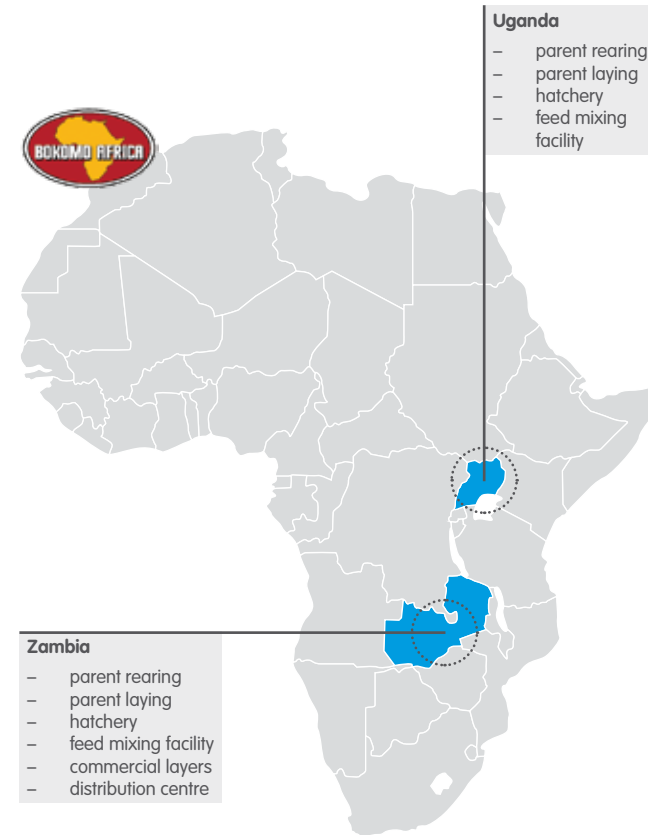 Uganda
– parent rearing
– parent laying
– hatchery
– feed mixing
facility
BOKOMO AFRICA
Zambia
– parent rearing
– parent laying
– hatchery
– feed mixing facility
– commercial layers
– distribution centre